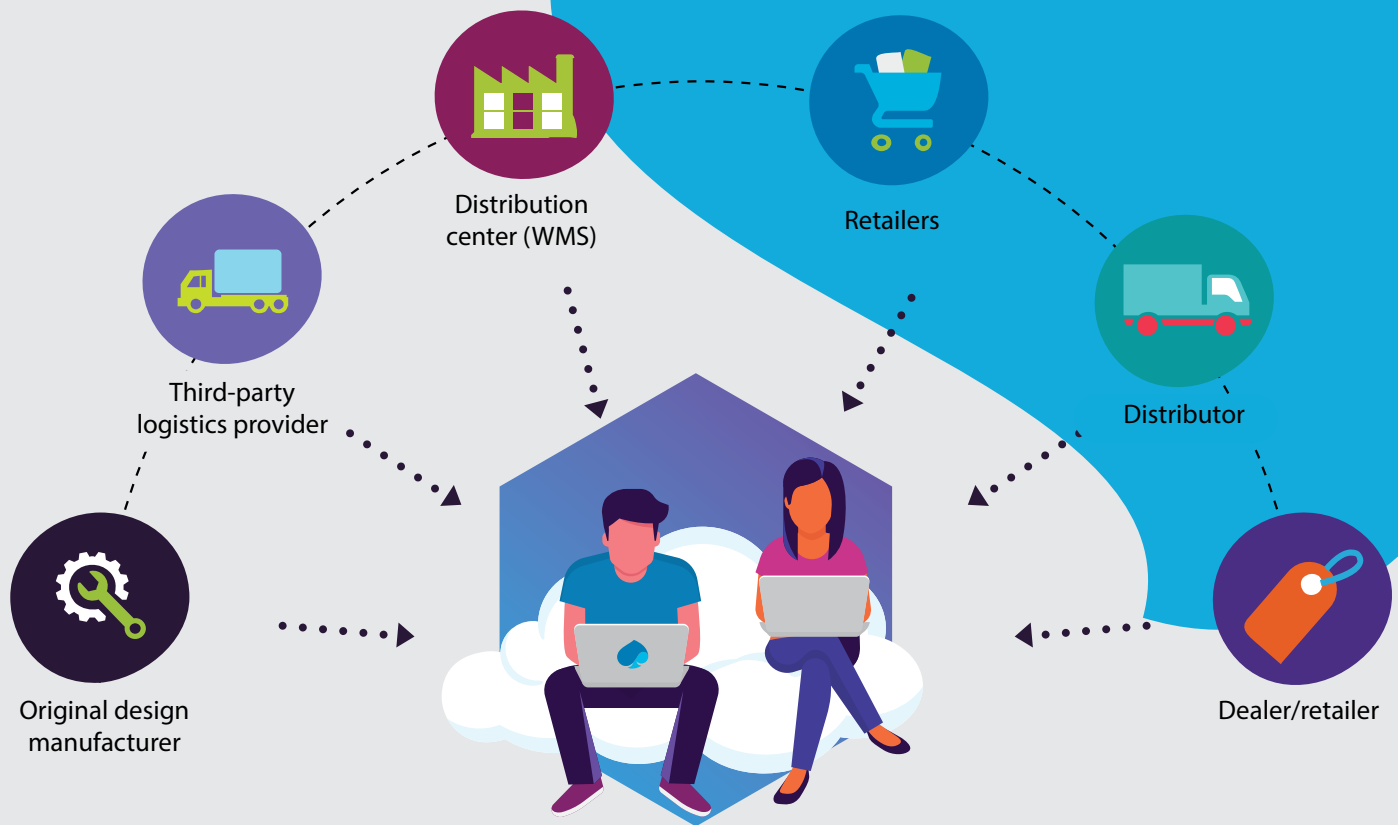 Distribution
center (WMS)
Retailers
Third-party
logistics provider
Distributor
Original design
manufacturer
Dealer/retailer